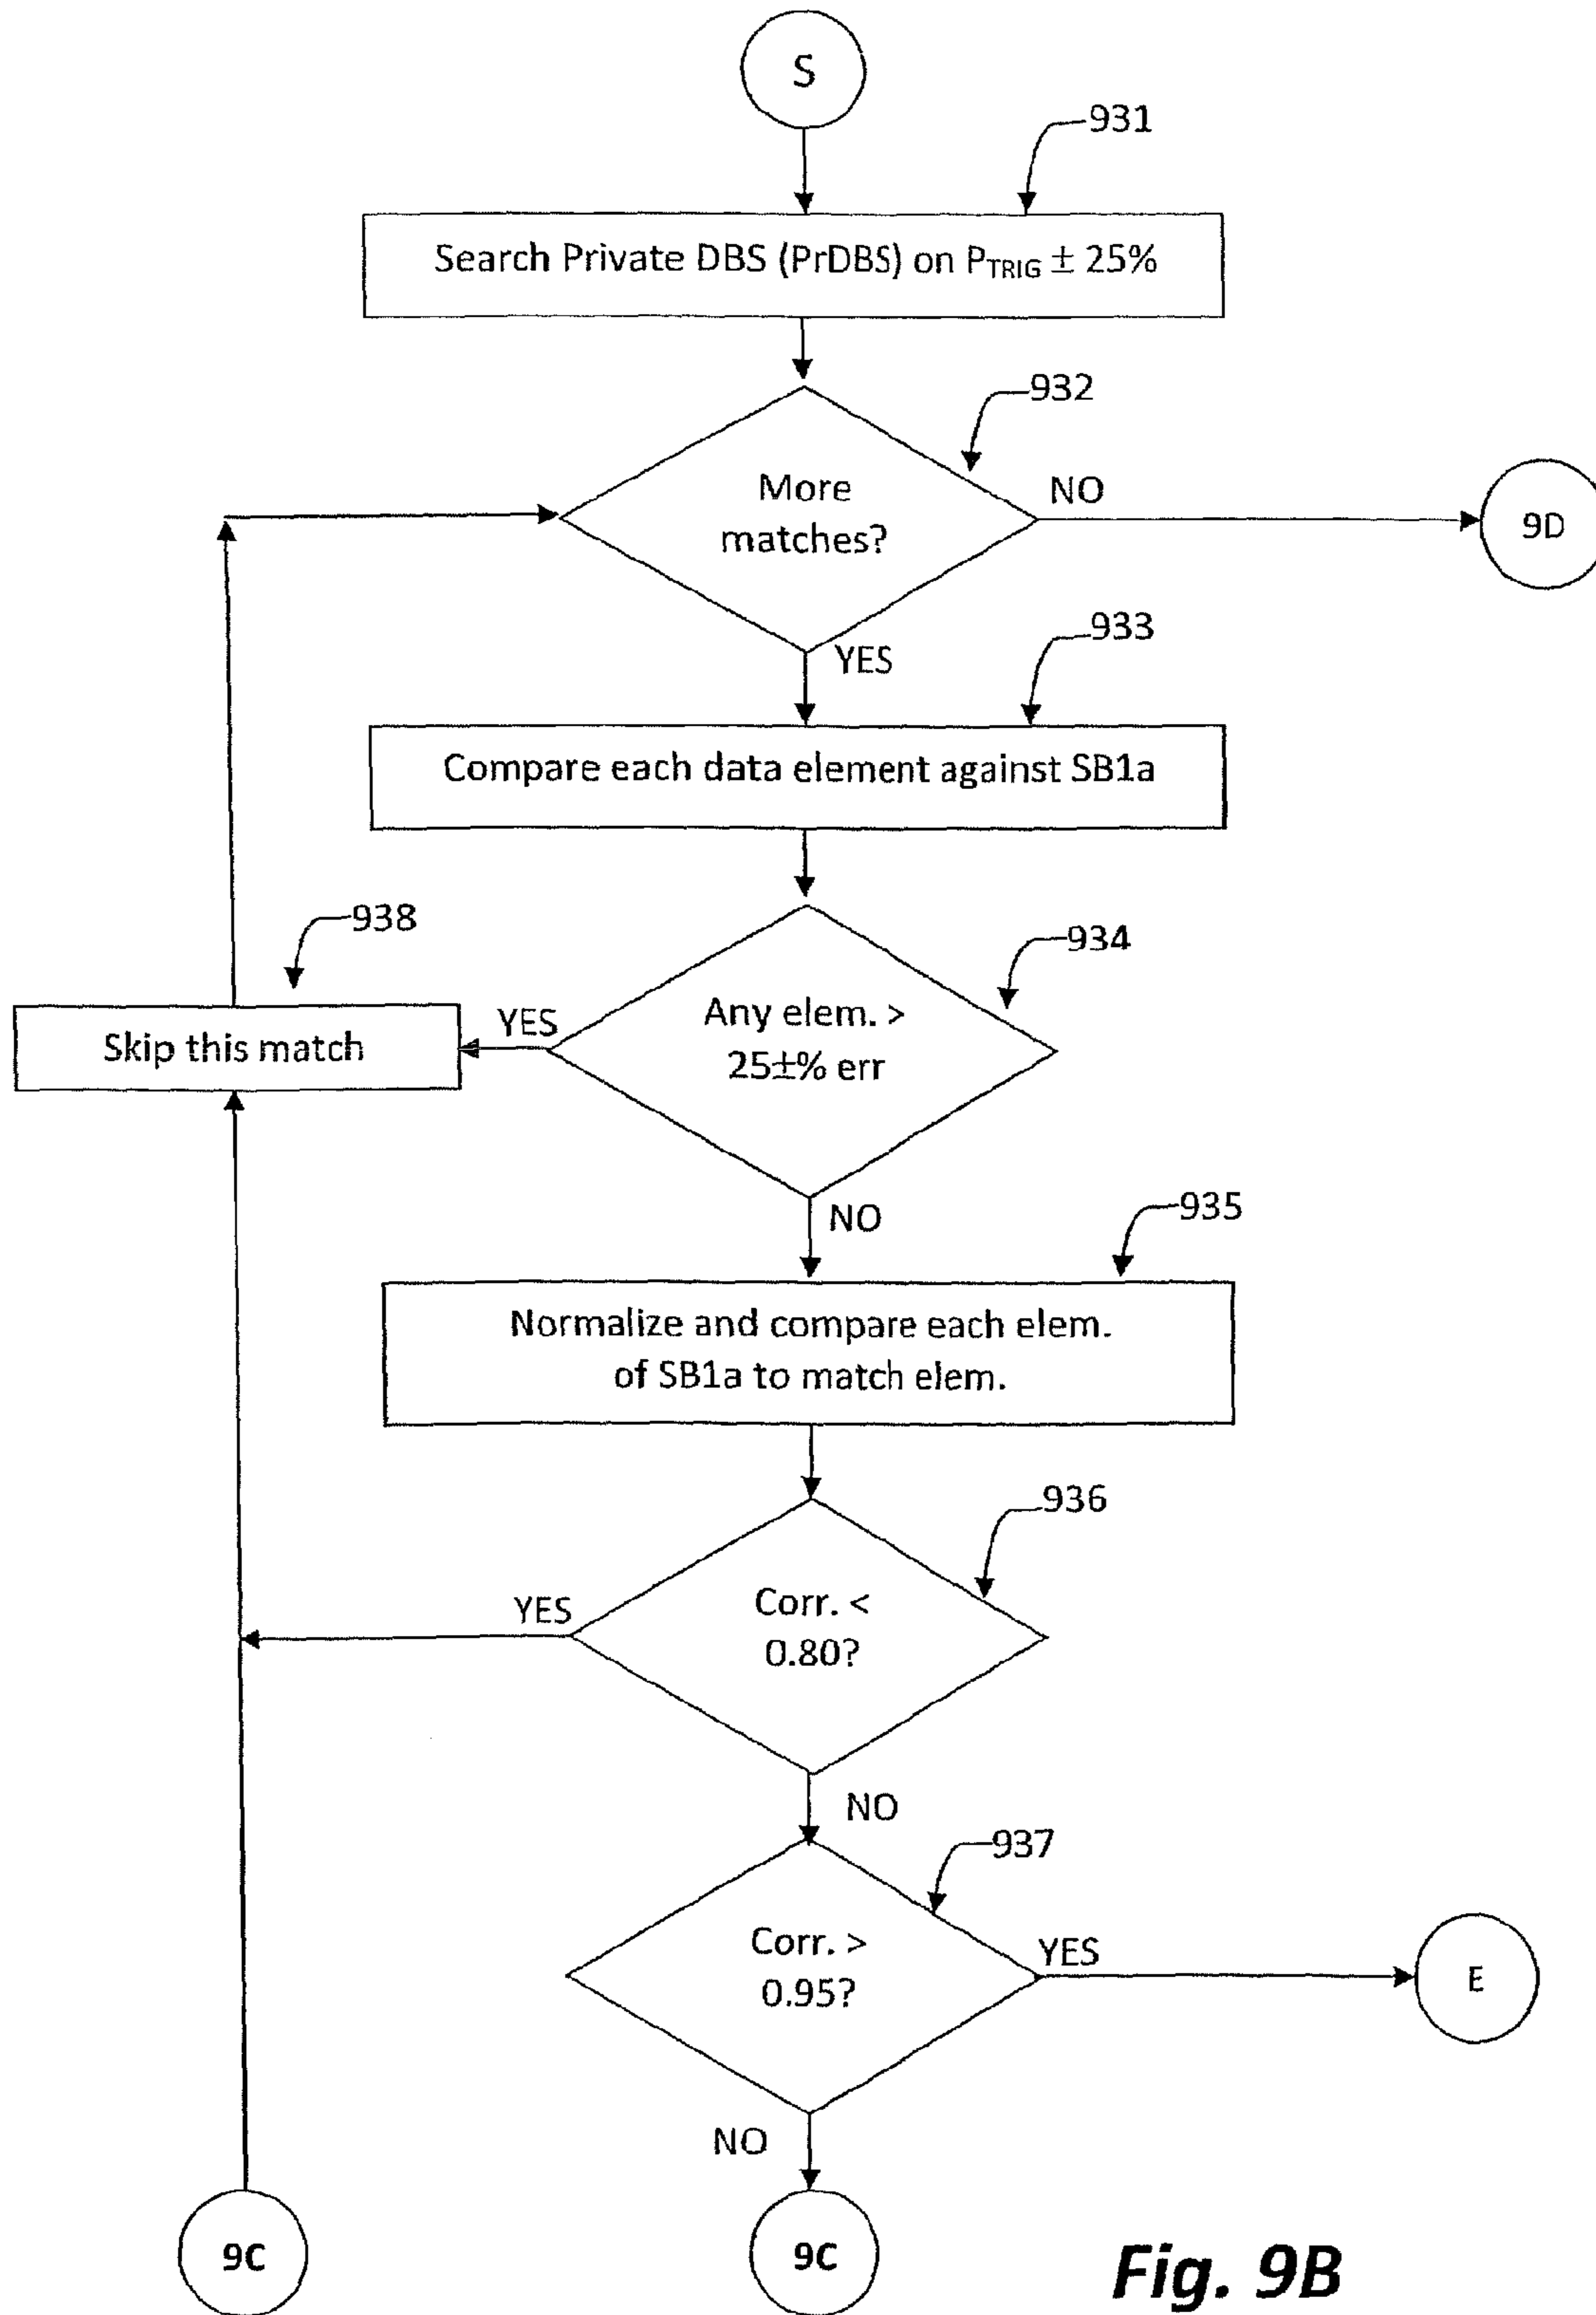 S
931
Search Private DBS (PrDBS) on PTRIG ± 25%
932
More
matches?
NO
9D
YES
933
Compare each data element against SB1a
938
934
Skip this match
YES
Any elem. >
25±% err
NO
935
Normalize and compare each elem.
of SB1a to match elem.
936
YES
Corr. <
0.80?
NO
937
Corr. >
0.95?
YES
E
NO
9C
9C
Fig. 9B